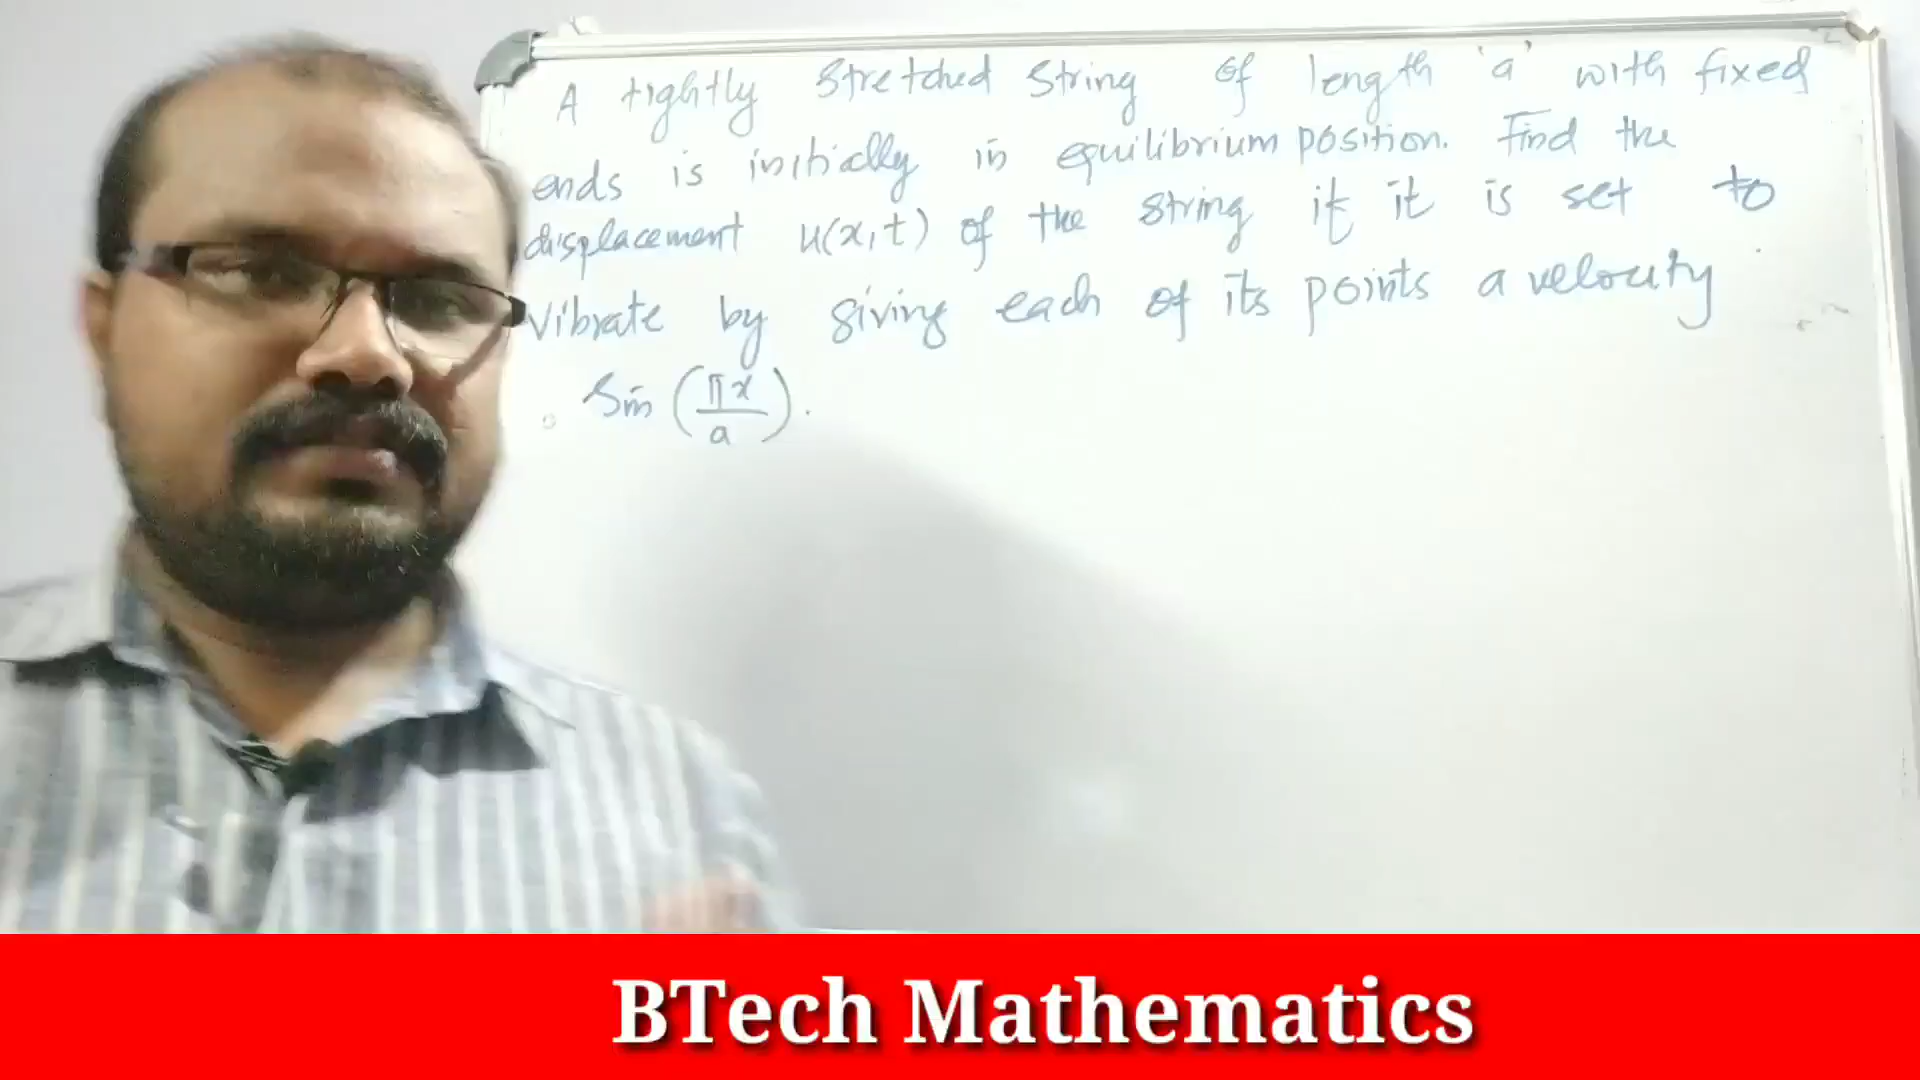 A tightly stretched string of length 'a' with fixed
ends is initially in equilibrium position. Find the
displacement u(x,t) of the string if it is set to
vibrate by giving each of its points a velocity
Sin (πx/a).
BTech Mathematics